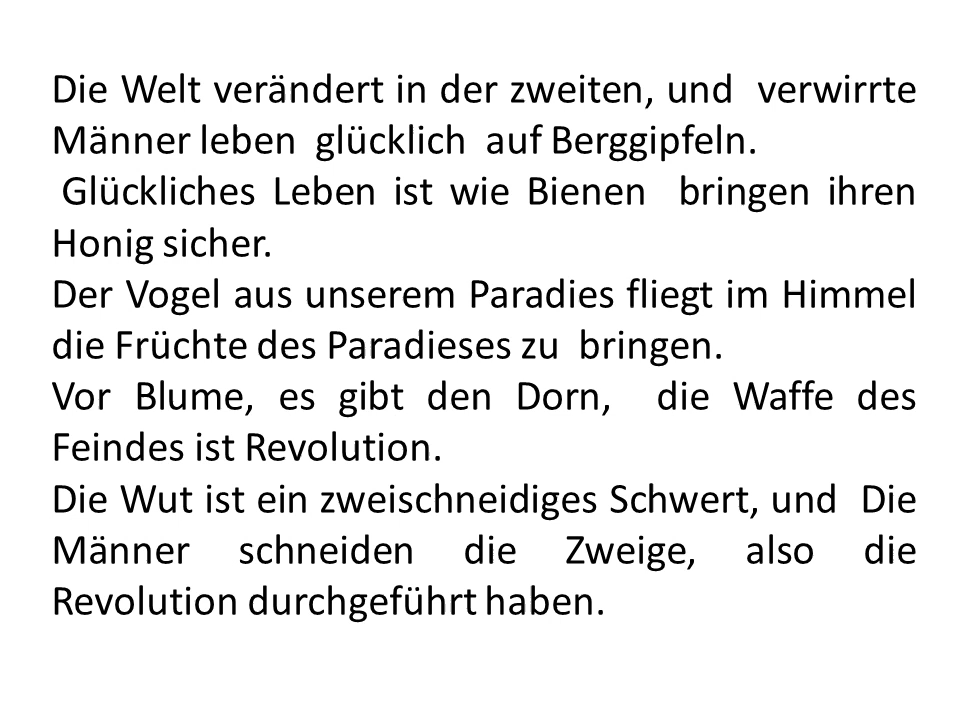 Die Welt verändert in der zweiten, und verwirrte
Männer leben glücklich auf Berggipfeln.
Glückliches Leben ist wie Bienen bringen ihren
Honig sicher.
Der Vogel aus unserem Paradies fliegt im Himmel
die Früchte des Paradieses zu bringen.
Vor Blume, es gibt den Dorn, die Waffe des
Feindes ist Revolution.
Die Wut ist ein zweischneidiges Schwert, und Die
Männer schneiden die Zweige, also die
Revolution durchgeführt haben.